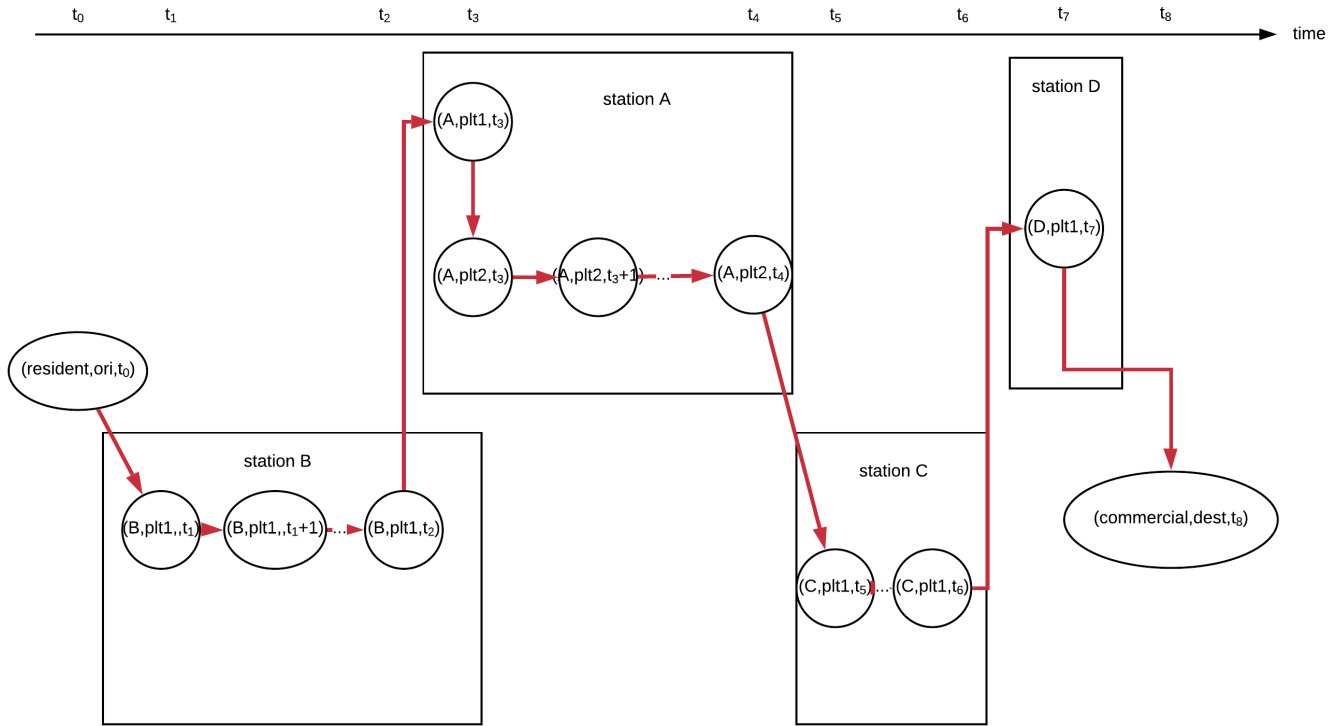 t₀
t₁
t₂
t₃
t₄
t₅
t₆
t₇
t₈
time
station A
station D
(A,plt1,t₃)
(D,plt1,t₇)
(A,plt2,t₃)
(A,plt2,t₃+1)
...
(A,plt2,t₄)
(resident,ori,t₀)
station B
station C
(B,plt1,,t₁)
(B,plt1,,t₁+1)
...
(B,plt1,t₂)
(commercial,dest,t₈)
(C,plt1,t₅)
...
(C,plt1,t₆)